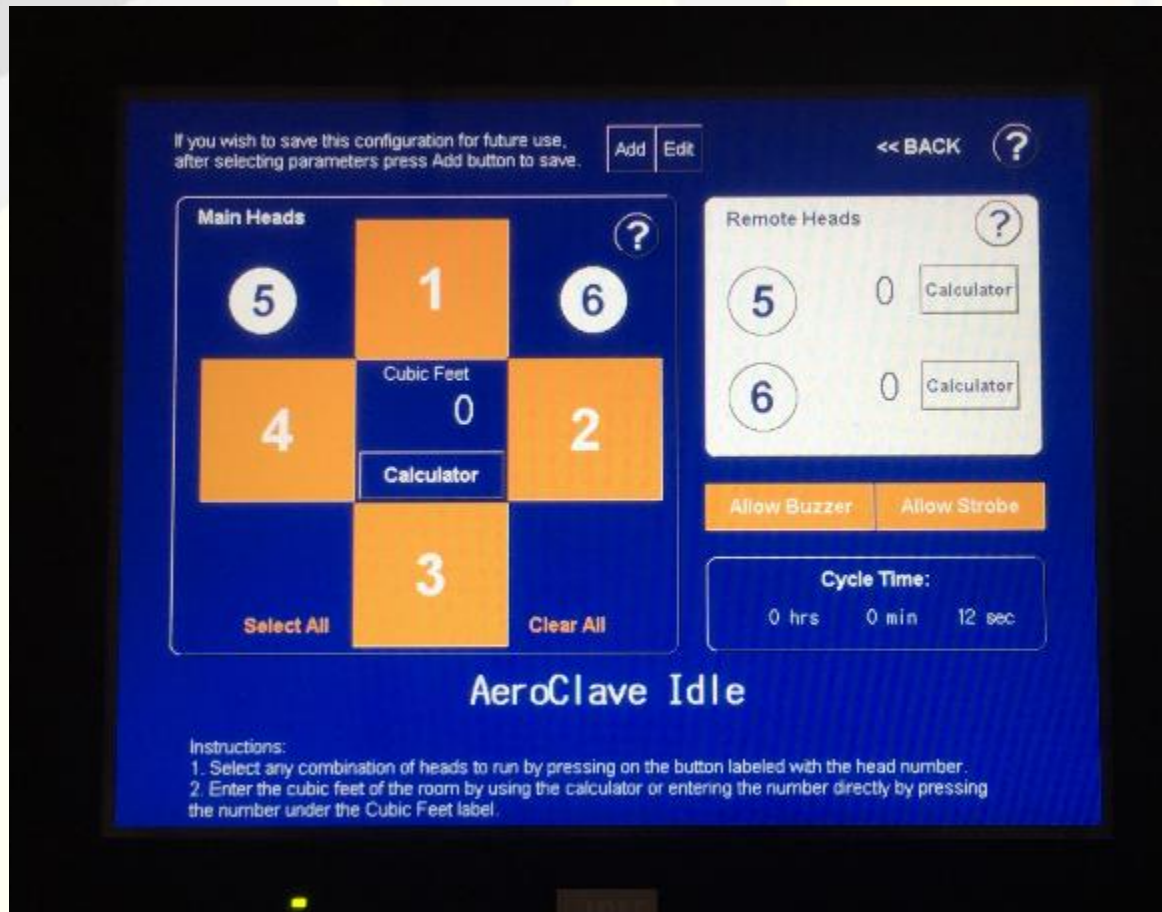 If you wish to save this configuration for future use,
after selecting parameters press Add button to save.
Add Edit
<< BACK ?
Main Heads
?
5 1 6
4
Cubic Feet
0
Calculator
2
3
Select All
Clear All
Remote Heads ?
5 0 Calculator
6 0 Calculator
Allow Buzzer Allow Strobe
Cycle Time:
0 hrs 0 min 12 sec
AeroClave Idle
Instructions:
1. Select any combination of heads to run by pressing on the button labeled with the head number.
2. Enter the cubic feet of the room by using the calculator or entering the number directly by pressing
the number under the Cubic Feet label.